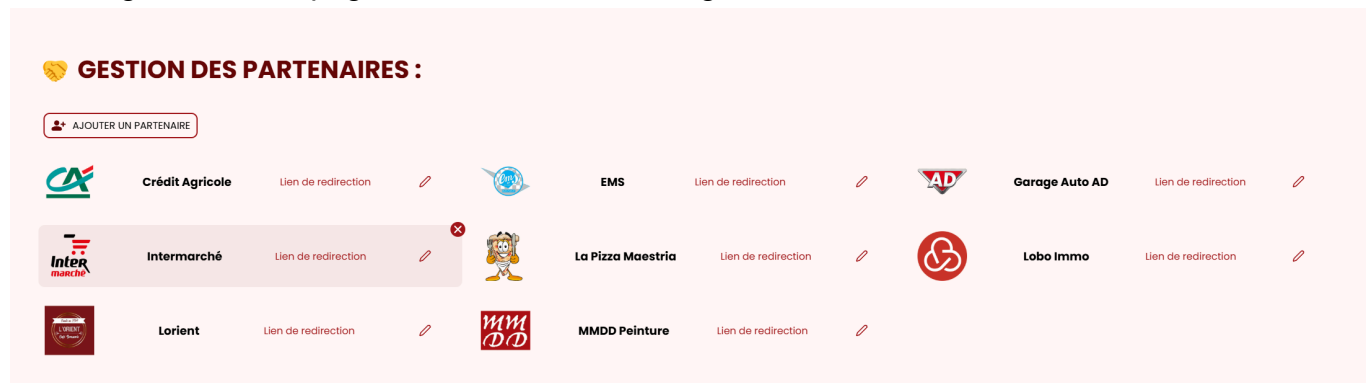 GESTION DES PARTENAIRES :
AJOUTER UN PARTENAIRE
CA
Crédit Agricole
Lien de redirection
ems
EMS
Lien de redirection
AD
Garage Auto AD
Lien de redirection
Inter
marché
Intermarché
Lien de redirection
La Pizza Maestria
Lien de redirection
Lobo Immo
Lien de redirection
L'ORIENT
Lorient
Lien de redirection
MM
DD
MMDD Peinture
Lien de redirection